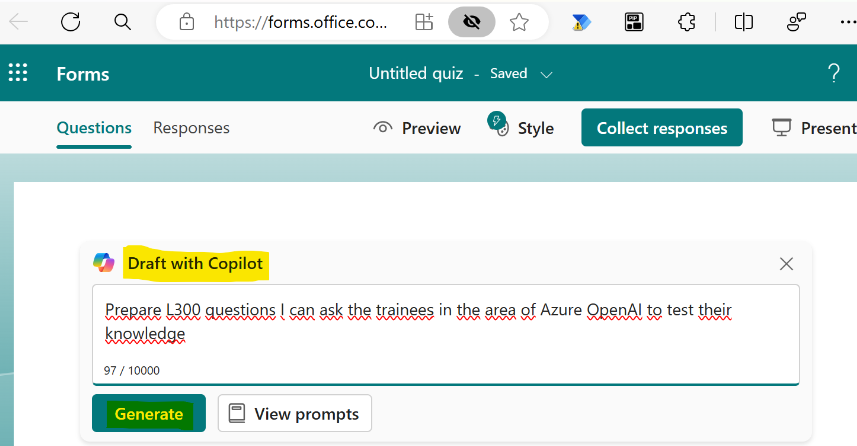 https://forms.office.co...
Forms
Untitled quiz - Saved
Questions Responses Preview Style Collect responses Present
Draft with Copilot
Prepare L300 questions I can ask the trainees in the area of Azure OpenAI to test their
knowledge
97 / 10000
Generate View prompts